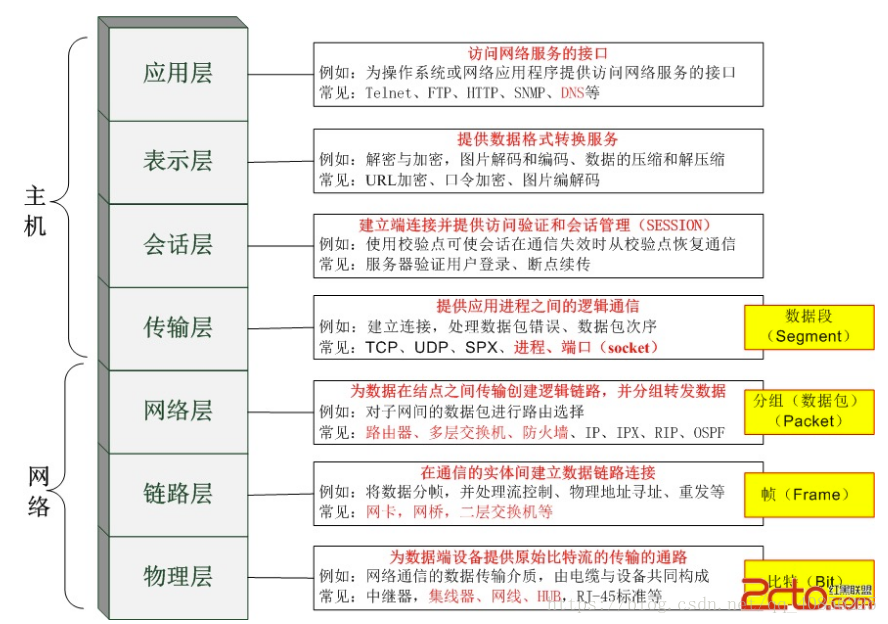 应用层
访问网络服务的接口
例如：为操作系统或网络应用程序提供访问网络服务的接口
常见：Telnet、FTP、HTTP、SNMP、DNS等
表示层
提供数据格式转换服务
例如：解密与加密，图片解码和编码、数据的压缩和解压缩
常见：URL加密、口令加密、图片编解码
主机
会话层
建立端连接并提供访问验证和会话管理（SESSION）
例如：使用校验点可使会话在通信失效时从校验点恢复通信
常见：服务器验证用户登录、断点续传
传输层
提供应用进程之间的逻辑通信
例如：建立连接，处理数据包错误、数据包次序
常见：TCP、UDP、SPX、进程、端口（socket）
数据段
（Segment）
网络层
为数据在结点之间传输创建逻辑链路，并分组转发数据
例如：对子网间的数据包进行路由选择
常见：路由器、多层交换机、防火墙、IP、IPX、RIP、OSPF
分组（数据包）
（Packet）
网络
链路层
在通信的实体间建立数据链路连接
例如：将数据分帧，并处理流控制、物理地址寻址、重发等
常见：网卡，网桥，二层交换机等
帧（Frame）
物理层
为数据端设备提供原始比特流的传输的通路
例如：网络通信的数据传输介质，由电缆与设备共同构成
常见：中继器，集线器、网线、HUB，RJ-45标准等
比特（Bit）
2cto.com
红黑联盟